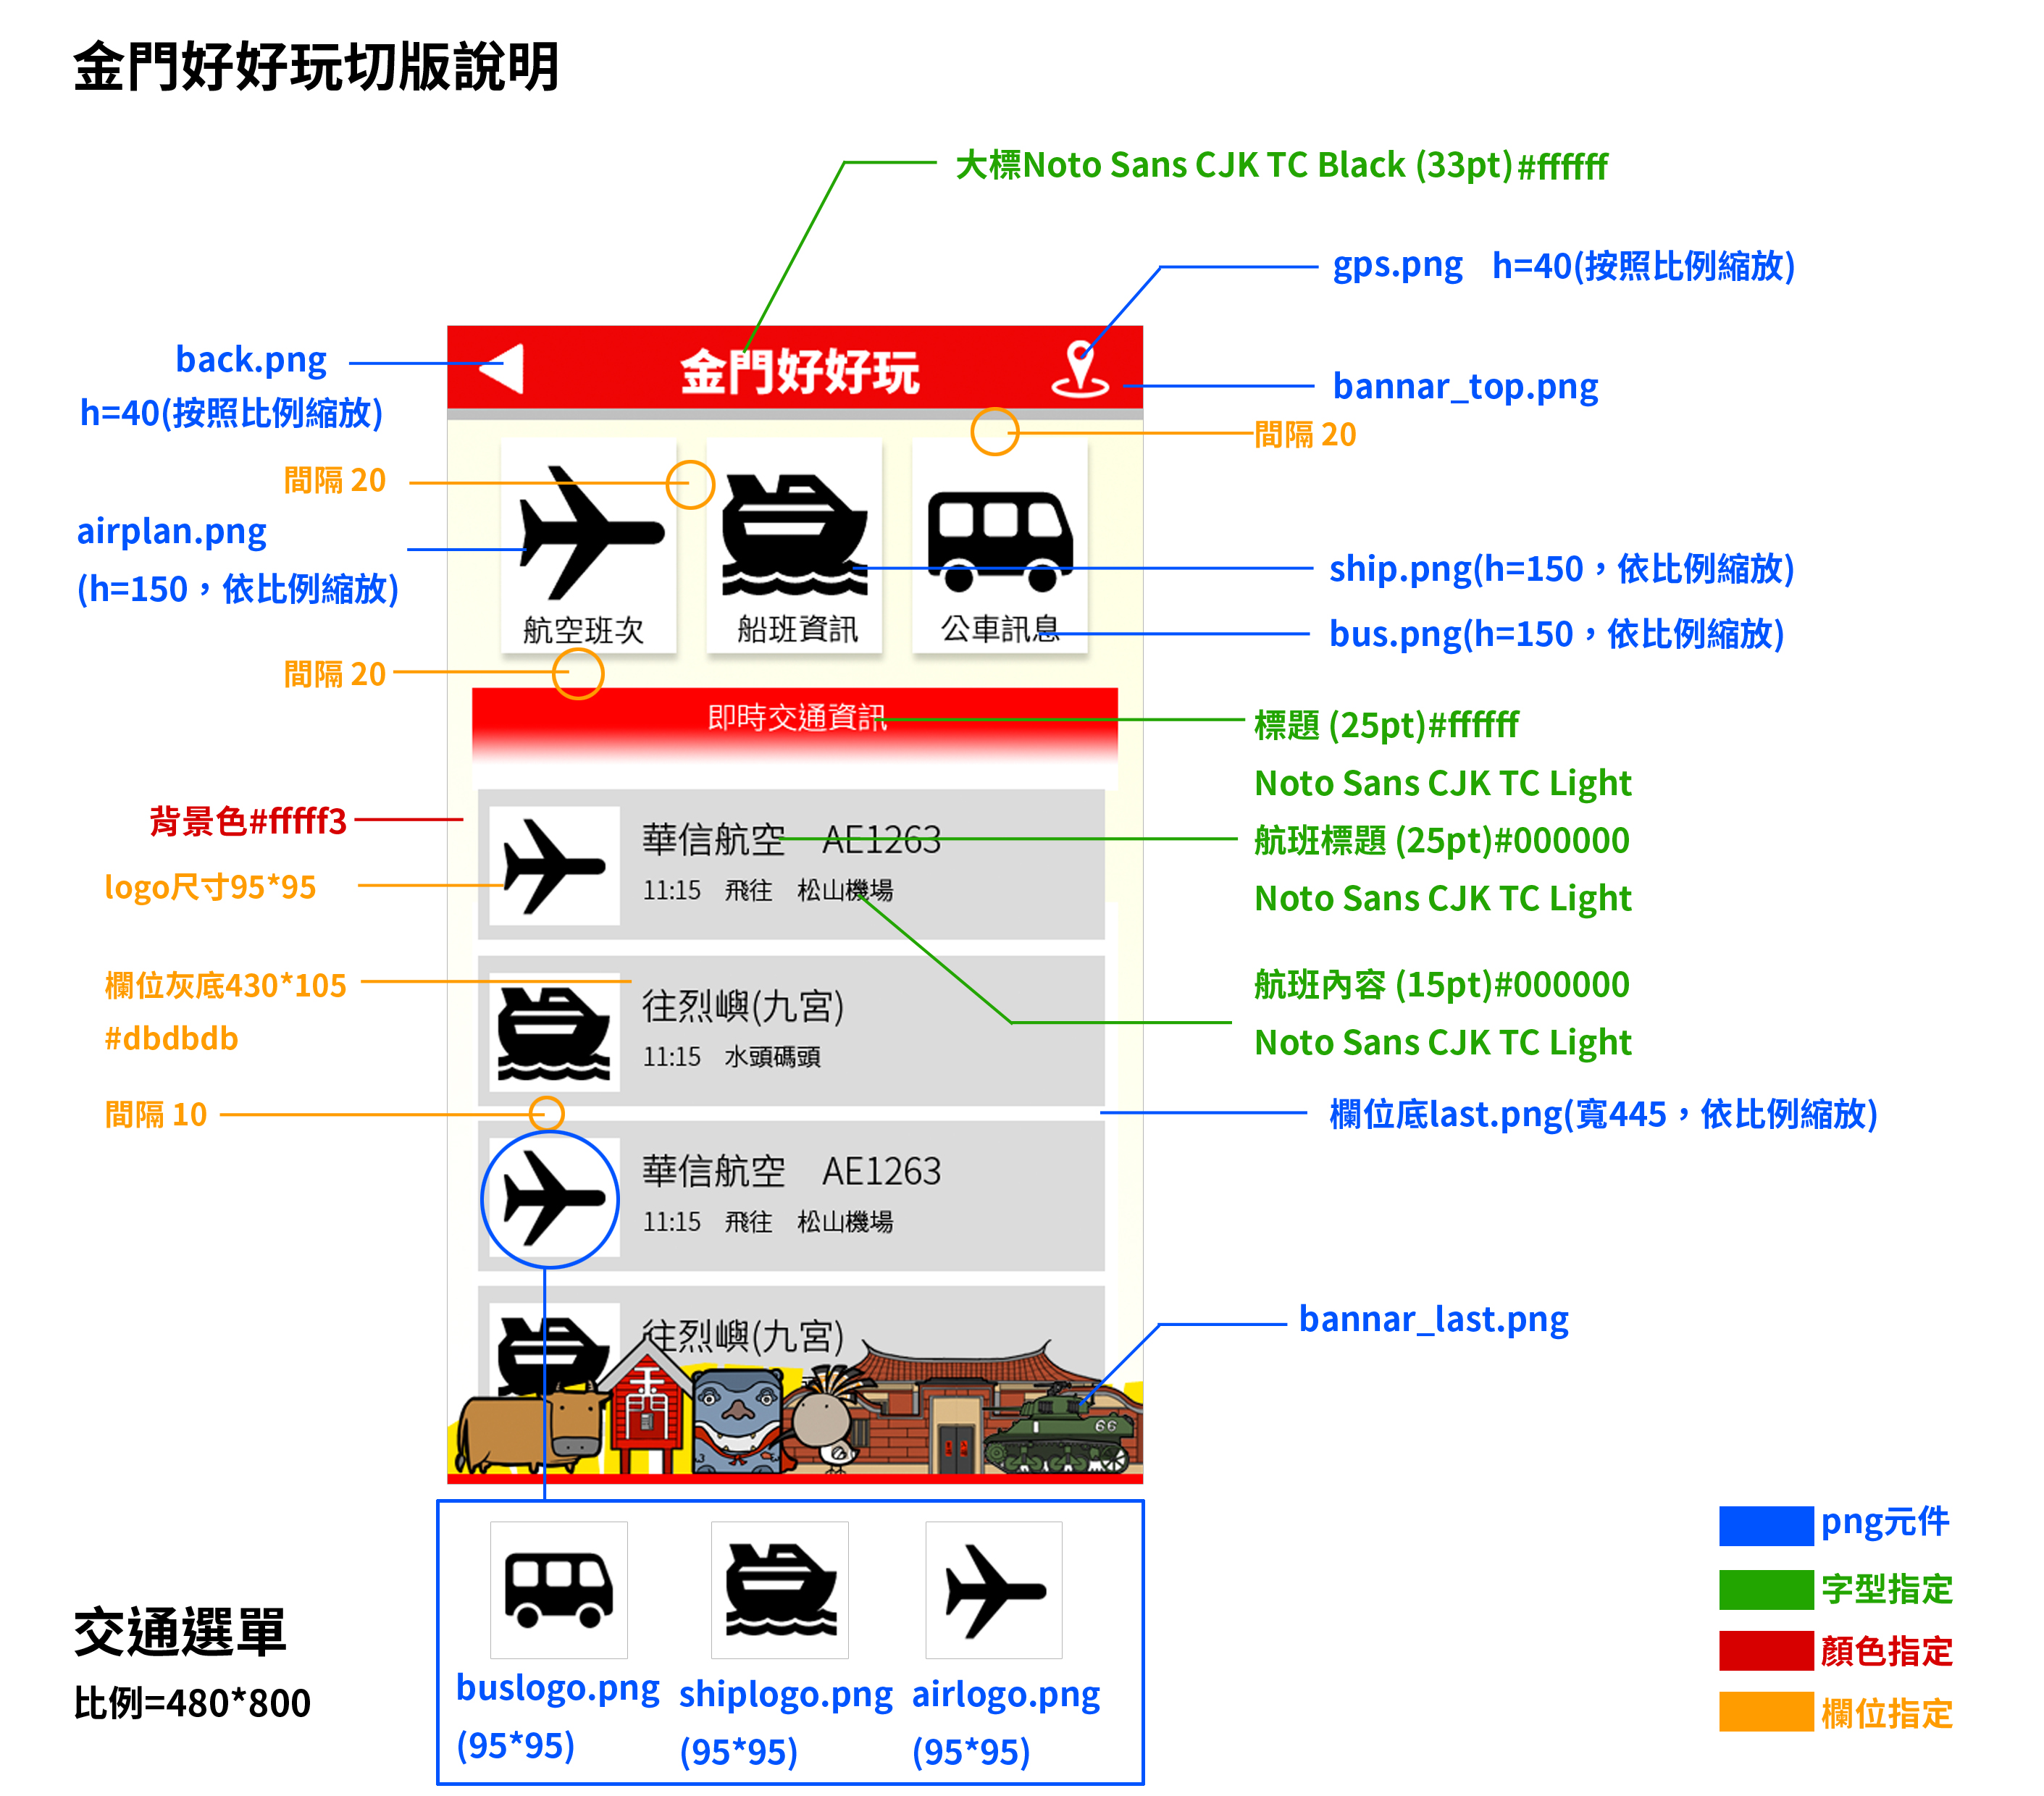 金門好好玩切版說明
大標Noto Sans CJK TC Black (33pt) #ffffff
gps.png h=40(按照比例縮放)
back.png
h=40(按照比例縮放)
金門好好玩
bannar_top.png
間隔 20
間隔 20
airplan.png
(h=150，依比例縮放)
航空班次
船班資訊
公車訊息
ship.png(h=150，依比例縮放)
bus.png(h=150，依比例縮放)
間隔 20
即時交通資訊
標題 (25pt)#ffffff
Noto Sans CJK TC Light
背景色#fffff3
華信航空 AE1263
航班標題 (25pt)#000000
Noto Sans CJK TC Light
logo尺寸95*95
11:15 飛往 松山機場
欄位灰底430*105
#dbdbdb
往烈嶼(九宮)
11:15 水頭碼頭
航班內容 (15pt)#000000
Noto Sans CJK TC Light
間隔 10
欄位底last.png(寬445，依比例縮放)
華信航空 AE1263
11:15 飛往 松山機場
往烈嶼(九宮)
bannar_last.png
66
buslogo.png
(95*95)
shiplogo.png
(95*95)
airlogo.png
(95*95)
交通選單
比例=480*800
png元件
字型指定
顏色指定
欄位指定